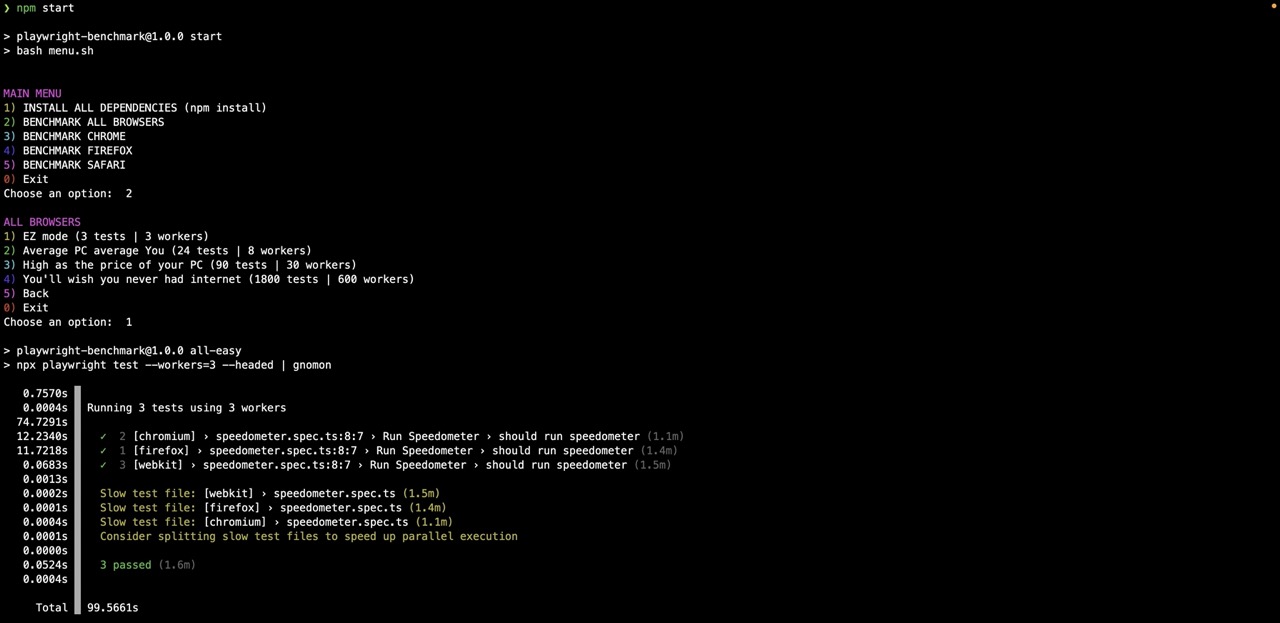 ❯ npm start
> playwright-benchmark@1.0.0 start
> bash menu.sh
MAIN MENU
1) INSTALL ALL DEPENDENCIES (npm install)
2) BENCHMARK ALL BROWSERS
3) BENCHMARK CHROME
4) BENCHMARK FIREFOX
5) BENCHMARK SAFARI
0) Exit
Choose an option:  2
ALL BROWSERS
1) EZ mode (3 tests | 3 workers)
2) Average PC average You (24 tests | 8 workers)
3) High as the price of your PC (90 tests | 30 workers)
4) You'll wish you never had internet (1800 tests | 600 workers)
5) Back
0) Exit
Choose an option:  1
> playwright-benchmark@1.0.0 all-easy
> npx playwright test --workers=3 --headed | gnomon
0.7570s
0.0004s Running 3 tests using 3 workers
74.7291s
12.2340s ✓ 2 [chromium] › speedometer.spec.ts:8:7 › Run Speedometer › should run speedometer (1.1m)
11.7218s ✓ 1 [firefox] › speedometer.spec.ts:8:7 › Run Speedometer › should run speedometer (1.4m)
0.0683s ✓ 3 [webkit] › speedometer.spec.ts:8:7 › Run Speedometer › should run speedometer (1.5m)
0.0013s
0.0002s Slow test file: [webkit] › speedometer.spec.ts (1.5m)
0.0001s Slow test file: [firefox] › speedometer.spec.ts (1.4m)
0.0004s Slow test file: [chromium] › speedometer.spec.ts (1.1m)
0.0001s Consider splitting slow test files to speed up parallel execution
0.0000s
0.0524s 3 passed (1.6m)
0.0004s
Total 99.5661s